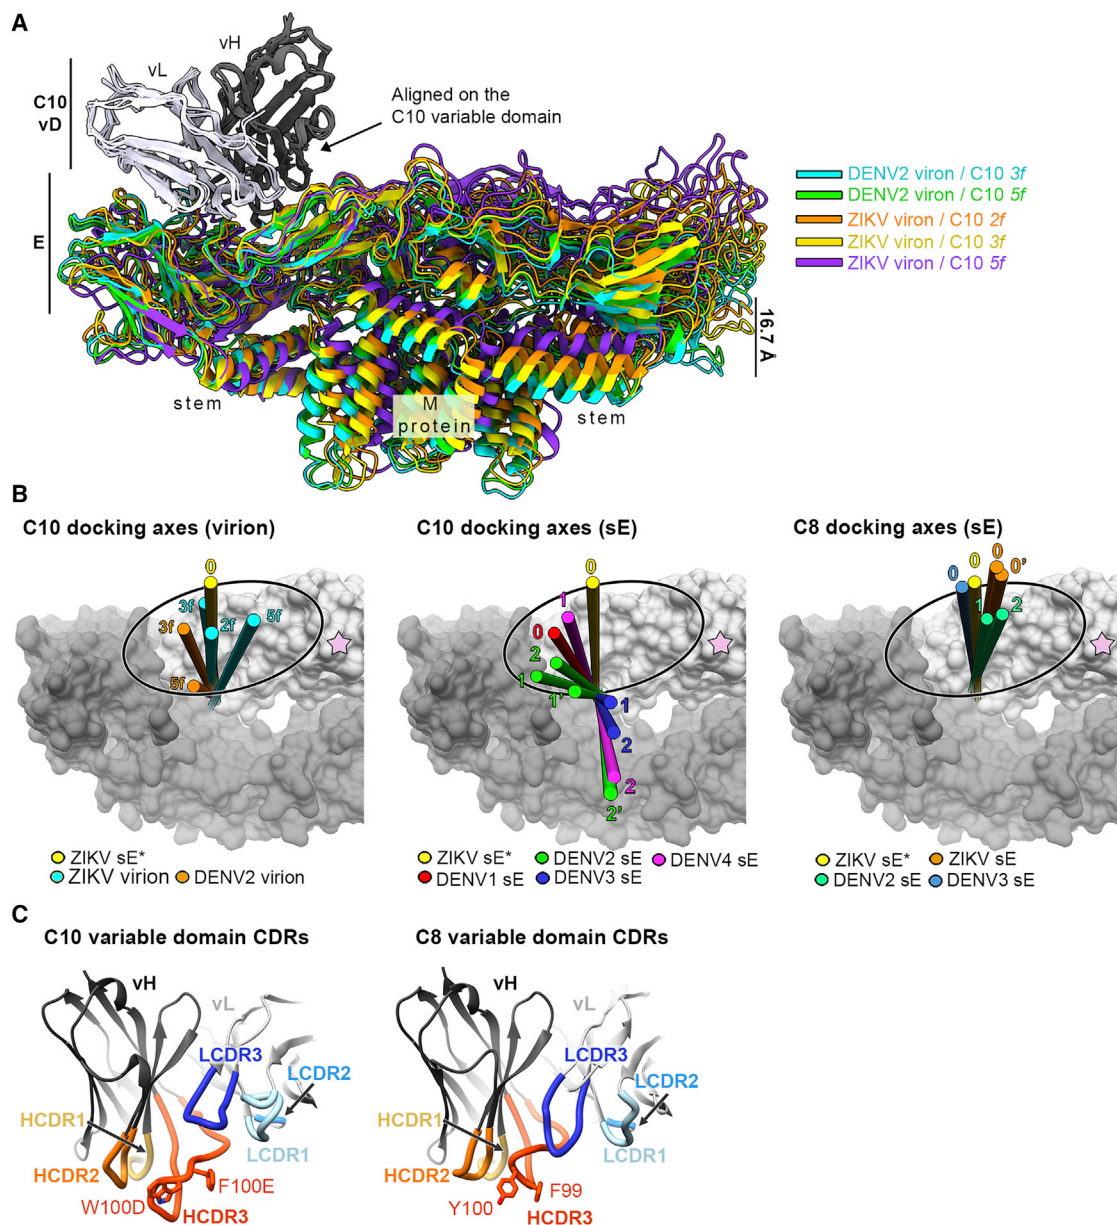 A
vH
vL
C10
vD
Aligned on the
C10 variable domain
E
DENV2 viron / C10 3f
DENV2 viron / C10 5f
ZIKV viron / C10 2f
ZIKV viron / C10 3f
ZIKV viron / C10 5f
16.7 Å
stem
M
protein
stem
B
C10 docking axes (virion)
0
3f
3f
2f
5f
5f
ZIKV sE*
ZIKV virion
DENV2 virion
C10 docking axes (sE)
0
1
0
2
1
1'
1
2
2
2'
ZIKV sE*
DENV2 sE
DENV4 sE
DENV1 sE
DENV3 sE
C8 docking axes (sE)
0
0
0
0'
1
2
ZIKV sE*
ZIKV sE
DENV2 sE
DENV3 sE
C
C10 variable domain CDRs
vH
vL
LCDR3
LCDR2
HCDR1
LCDR1
HCDR2
F100E
W100D
HCDR3
C8 variable domain CDRs
vH
vL
LCDR3
LCDR2
HCDR1
LCDR1
HCDR2
F99
Y100
HCDR3